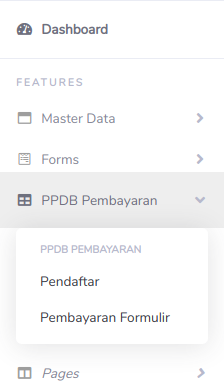 Dashboard
FEATURES
Master Data
Forms
PPDB Pembayaran
PPDB PEMBAYARAN
Pendaftar
Pembayaran Formulir
Pages